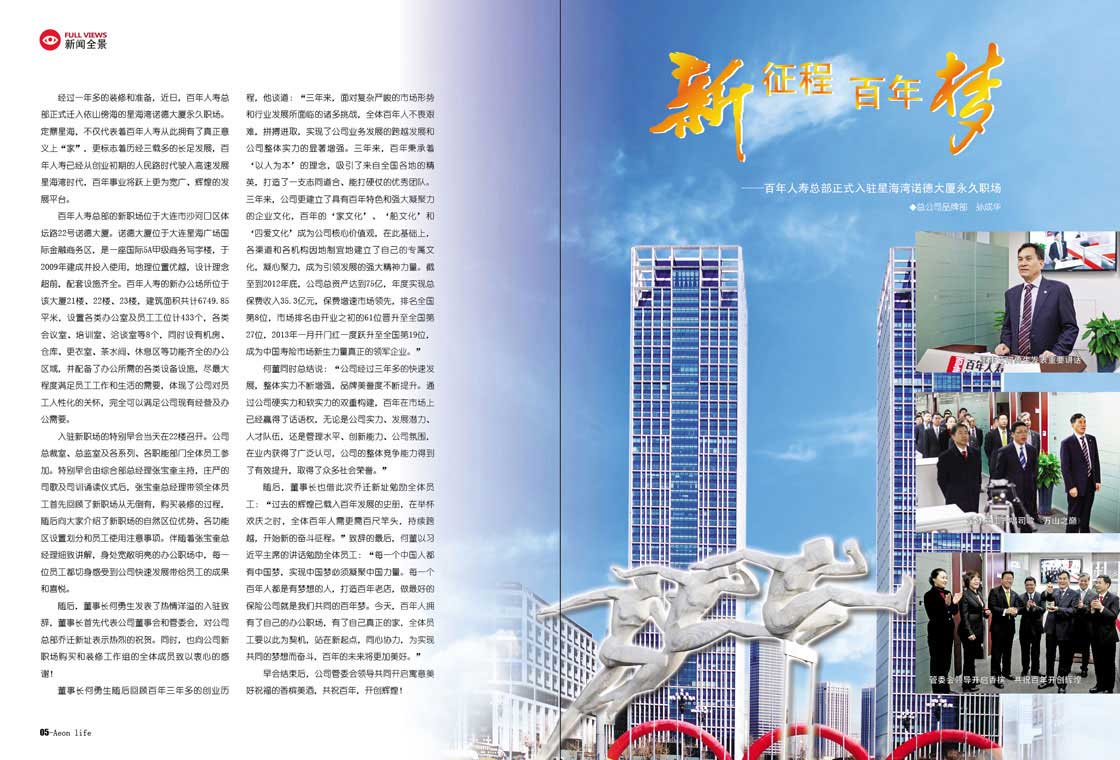 FULL VIEWS
新闻全景
经过一年多的装修和准备，近日，百年人寿总
部正式迁入依山傍海的星海湾诺德大厦永久职场。
定鼎星海，不仅代表着百年人寿从此拥有了真正意
义上“家”，更标志着历经三载多的长足发展，百
年人寿已经从创业初期的人民路时代驶入高速发展
星海湾时代，百年事业将跃上更为宽广、辉煌的发
展平台。
百年人寿总部的新职场位于大连市沙河口区体
坛路22号诺德大厦。诺德大厦位于大连星海广场国
际金融商务区，是一座国际5A甲级商务写字楼，于
2009年建成并投入使用，地理位置优越，设计理念
超前，配套设施齐全。百年人寿的新办公场所位于
该大厦21楼、22楼、23楼，建筑面积共计6749.85
平米，设置各类办公室及员工工位计433个，各类
会议室、培训室、洽谈室等8个，同时设有机房、
仓库、更衣室、茶水间、休息区等功能齐全的办公
区域，并配备了办公所需的各类设备设施，尽最大
程度满足员工工作和生活的需要，体现了公司对员
工人性化的关怀，完全可以满足公司现有经营及办
公需要。
入驻新职场的特别早会当天在22楼召开。公司
总裁室、总监室及各系列、各职能部门全体员工参
加。特别早会由综合部总经理张宝奎主持，庄严的
司歌及司训诵读仪式后，张宝奎总经理带领全体员
工首先回顾了新职场从无倒有，购买装修的过程，
随后向大家介绍了新职场的自然区位优势，各功能
区设置划分和员工使用注意事项。伴随着张宝奎总
经理细致讲解，身处宽敞明亮的办公职场中，每一
位员工都切身感受到公司快速发展带给员工的成果
和喜悦。
随后，董事长何勇生发表了热情洋溢的入驻致
辞，董事长首先代表公司董事会和管委会，对公司
总部乔迁新址表示热烈的祝贺。同时，也向公司新
职场购买和装修工作组的全体成员致以衷心的感
谢！
董事长何勇生随后回顾百年三年多的创业历
程，他谈道：“三年来，面对复杂严峻的市场形势
和行业发展所面临的诸多挑战，全体百年人不畏艰
难，拼搏进取，实现了公司业务发展的跨越发展和
公司整体实力的显著增强。三年来，百年秉承着
‘以人为本’的理念，吸引了来自全国各地的精
英，打造了一支志同道合、能打硬仗的优秀团队。
三年来，公司更建立了具有百年特色和强大凝聚力
的企业文化，百年的‘家文化’、‘船文化’和
‘四爱文化’成为公司核心价值观，在此基础上，
各渠道和各机构因地制宜地建立了自己的专属文
化，凝心聚力，成为引领发展的强大精神力量。截
至到2012年底，公司总资产达到75亿，年度实现总
保费收入35.3亿元，保费增速市场领先，排名全国
第8位，市场排名由开业之初的61位晋升至全国第
27位，2013年一月开门红一度跃升至全国第19位，
成为中国寿险市场新生力量真正的领军企业。”
何董同时总结说：“公司经过三年多的快速发
展，整体实力不断增强，品牌美誉度不断提升。通
过公司硬实力和软实力的双重构建，百年在市场上
已经赢得了话语权，无论是公司实力、发展潜力、
人才队伍，还是管理水平、创新能力、公司氛围，
在业内获得了广泛认可，公司的整体竞争能力得到
了有效提升，取得了众多社会荣誉。”
随后，董事长也借此次乔迁新址勉励全体员
工：“过去的辉煌已载入百年发展的史册，在举杯
欢庆之时，全体百年人需更需百尺竿头，持续跨
越，开始新的奋斗征程。”致辞的最后，何董以习
近平主席的讲话勉励全体员工：“每一个中国人都
有中国梦，实现中国梦必须凝聚中国力量。每一个
百年人都是有梦想的人，打造百年老店，做最好的
保险公司就是我们共同的百年梦。今天，百年人拥
有了自己的办公职场，有了自己真正的家，全体员
工要以此为契机，站在新起点，同心协力，为实现
共同的梦想而奋斗，百年的未来将更加美好。”
早会结束后，公司管委会领导共同开启寓意美
好祝福的香槟美酒，共祝百年，开创辉煌！
05-Aeon life
新征程 百年梦
——百年人寿总部正式入驻星海湾诺德大厦永久职场
◆总公司品牌部 孙成华
百年人寿
发表重要讲话
司歌《万山之巅》
管委会领导开启香槟 共祝百年开创辉煌